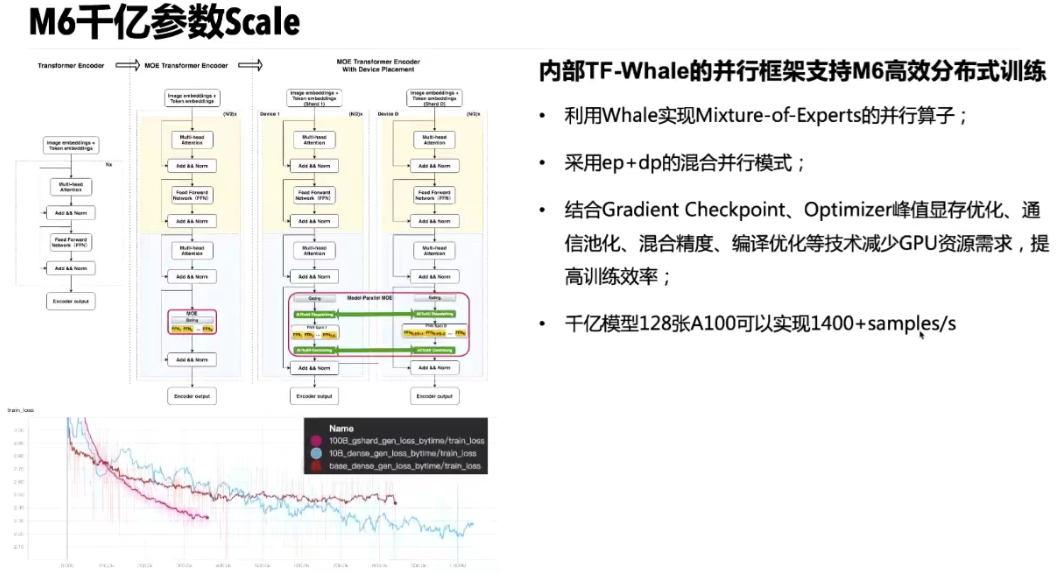 M6千亿参数Scale
Transformer Encoder
MOE Transformer Encoder
MOE Transformer Encoder
With Device Placement
Image embeddings +
Token embeddings
Nx
Multi-head
Attention
Add && Norm
Feed Forward
Network (FFN)
Add && Norm
Encoder output
Image embeddings +
Token embeddings
(N/2)x
Multi-head
Attention
Add && Norm
Feed Forward
Network (FFN)
Add && Norm
Multi-head
Attention
Add && Norm
MOE
Gating
Add && Norm
Encoder output
Image embeddings +
Token embeddings
(Shard 1)
Device 1
(N/2)x
Multi-head
Attention
Add && Norm
Feed Forward
Network (FFN)
Add && Norm
Multi-head
Attention
Add && Norm
Gating
Model-Parallel MOE
Add && Norm
Encoder output
Image embeddings +
Token embeddings
(Shard D)
Device D
(N/2)x
Multi-head
Attention
Add && Norm
Feed Forward
Network (FFN)
Add && Norm
Multi-head
Attention
Add && Norm
Gating
Add && Norm
Encoder output
train_loss
Name
100B_gshard_gen_loss_bytime/train_loss
10B_dense_gen_loss_bytime/train_loss
base_dense_gen_loss_bytime/train_loss
内部TF-Whale的并行框架支持M6高效分布式训练
• 利用Whale实现Mixture-of-Experts的并行算子；
• 采用ep+dp的混合并行模式；
• 结合Gradient Checkpoint、Optimizer峰值显存优化、通
信池化、混合精度、编译优化等技术减少GPU资源需求，提
高训练效率；
• 千亿模型128张A100可以实现1400+samples/s